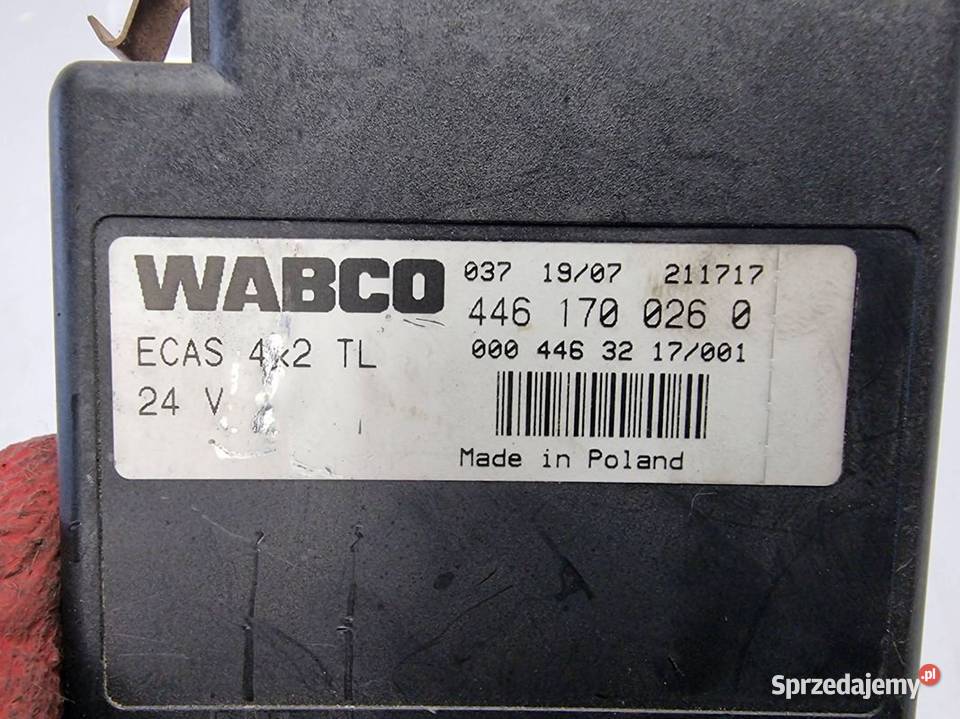 WABCO 037 19/07 211717
446 170 026 0
ECAS 4x2 TL 000 446 32 17/001
24 V
Made in Poland
Sprzedajemy.pl